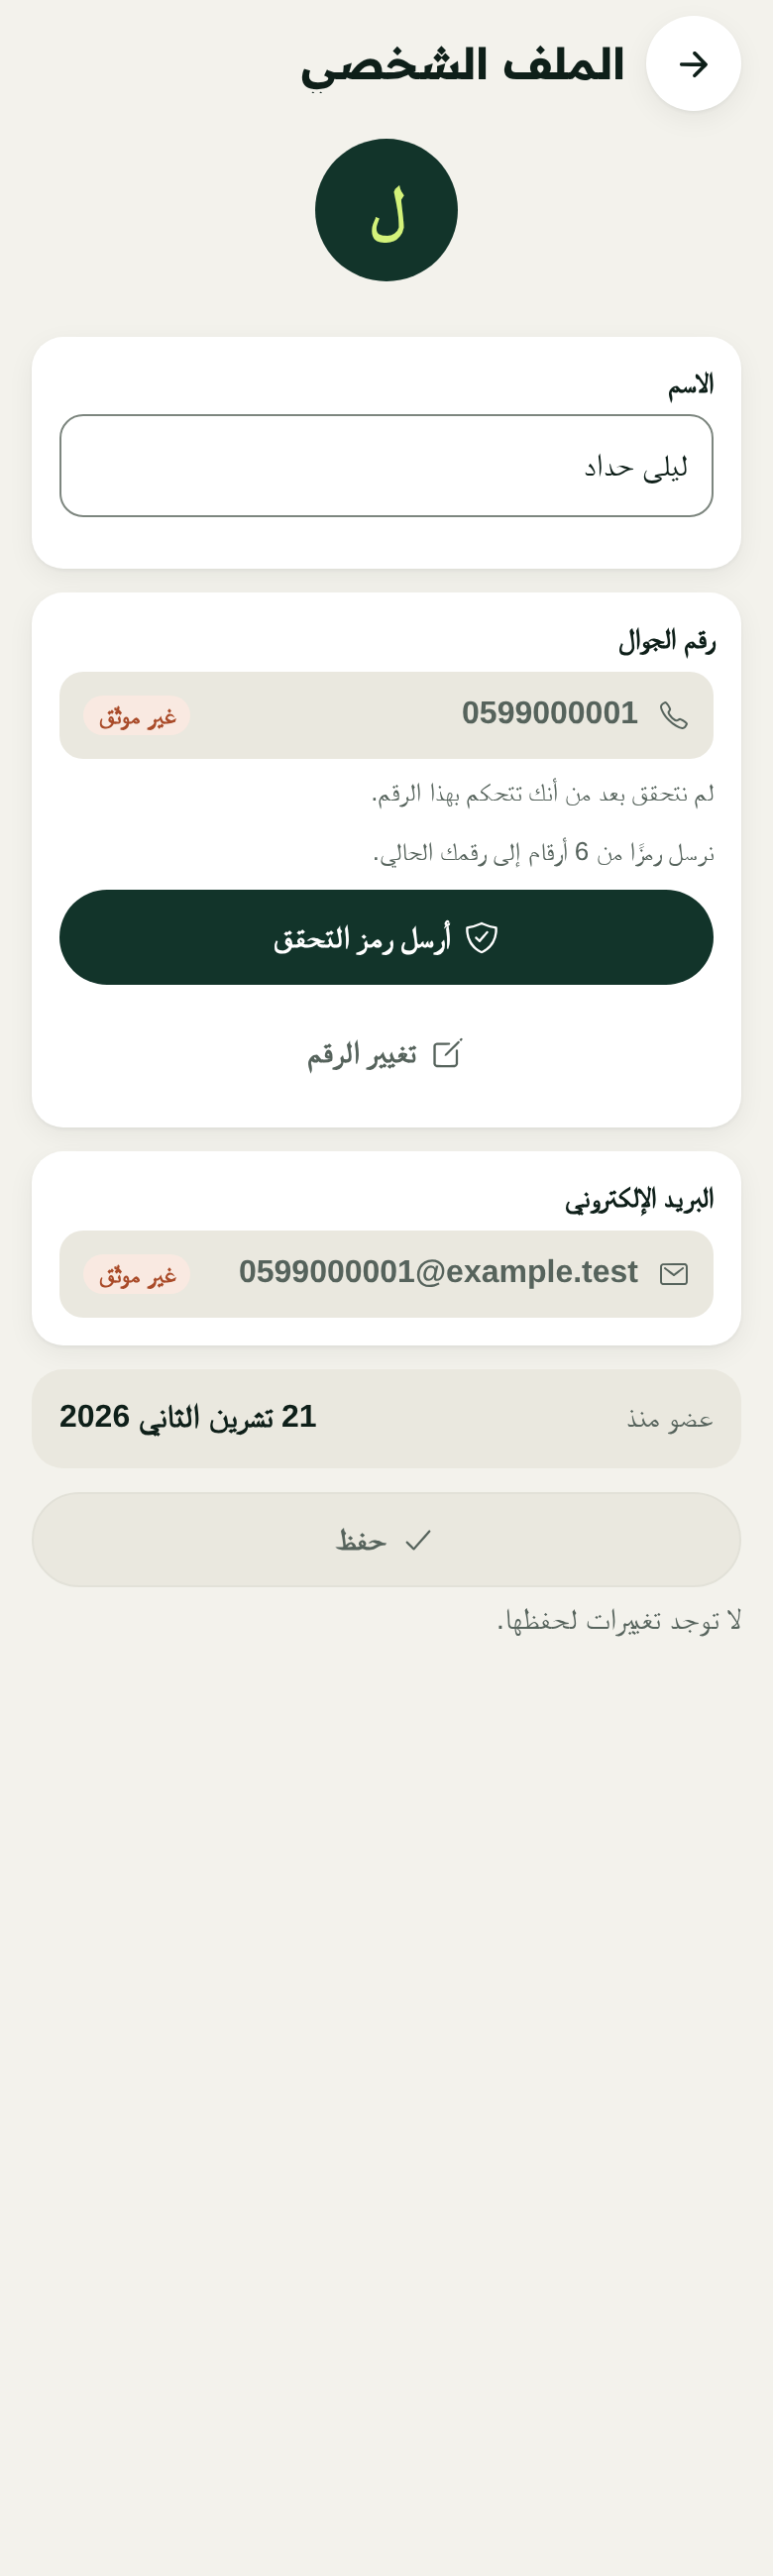 الملف الشخصي
ل
الاسم
ليلى حداد
رقم الجوال
0599000001 غير موثّق
لم نتحقق بعد من أنك تتحكم بهذا الرقم.
نرسل رمزًا من 6 أرقام إلى رقمك الحالي.
أرسل رمز التحقق
تغيير الرقم
البريد الإلكتروني
0599000001@example.test غير موثّق
عضو منذ 21 تشرين الثاني 2026
حفظ
لا توجد تغييرات لحفظها.